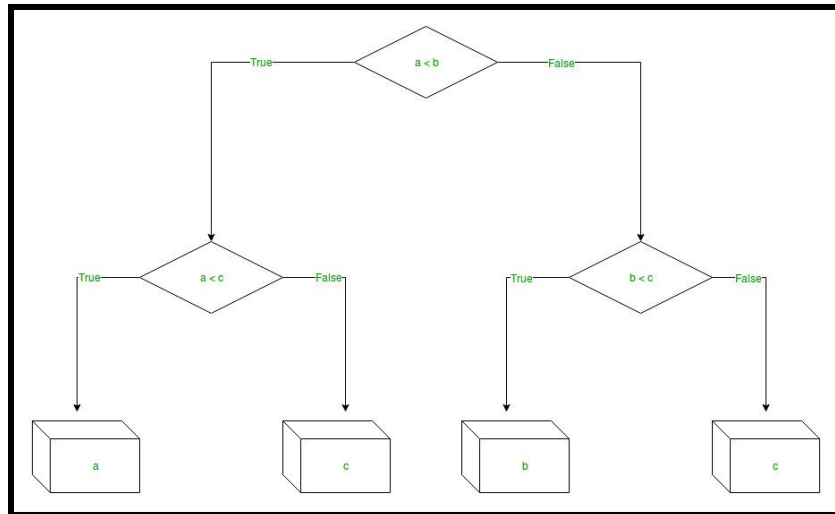 True
a < b
False
True
a < c
False
True
b < c
False
a
c
b
c